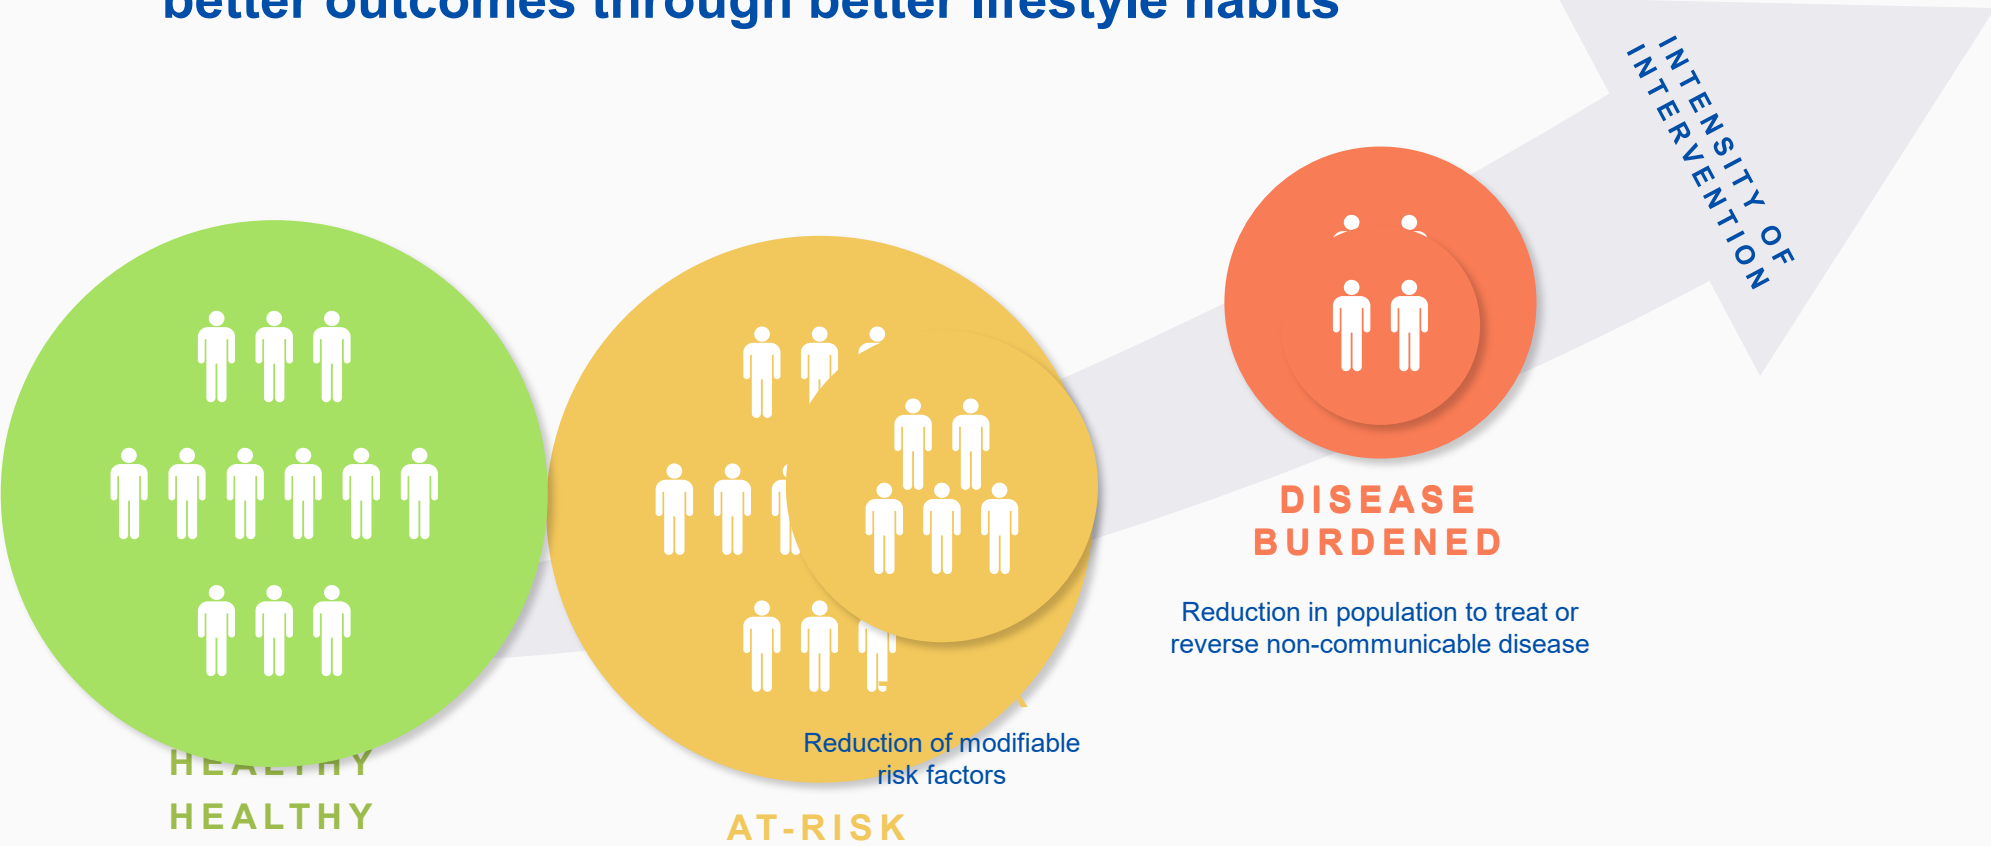 better outcomes through better lifestyle habits
INTENSITY OF
INTERVENTION
DISEASE
BURDENED
Reduction in population to treat or
reverse non-communicable disease
Reduction of modifiable
risk factors
HEALTHY
HEALTHY
AT-RISK